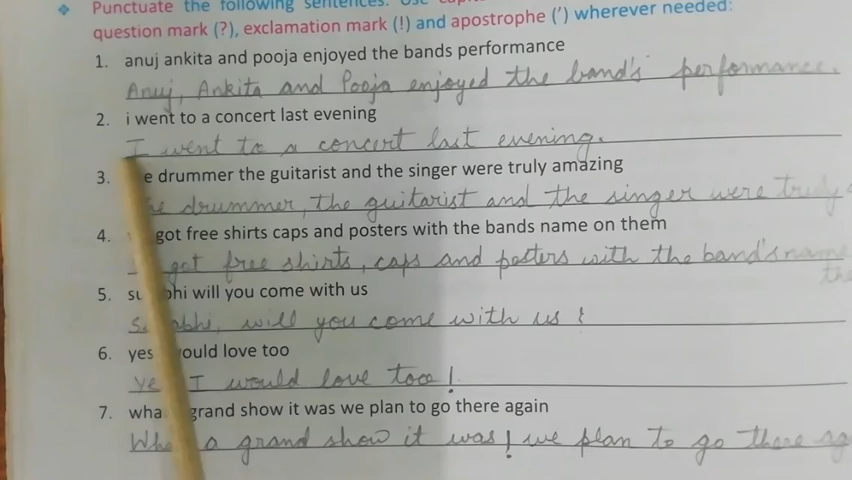 Punctuate the following sentences: Use
question mark (?), exclamation mark (!) and apostrophe (’) wherever needed:
1. anuj ankita and pooja enjoyed the bands performance
Anuj, Ankita and Pooja enjoyed the band's performance.
2. i went to a concert last evening
I went to a concert last evening.
3. e drummer the guitarist and the singer were truly amazing
drummer, the guitarist and the singer were truly
4. got free shirts caps and posters with the bands name on them
got free shirts, caps and posters with the band's name
5. su hi will you come with us
will you come with us ?
6. yes ould love too
Ye I would love too!
7. wha grand show it was we plan to go there again
a grand show it was! we plan to go there ag